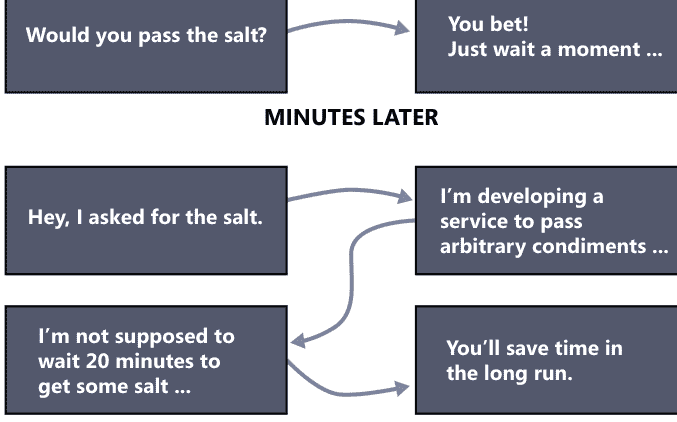 Would you pass the salt?
You bet!
Just wait a moment ...
MINUTES LATER
Hey, I asked for the salt.
I’m developing a
service to pass
arbitrary condiments ...
I’m not supposed to
wait 20 minutes to
get some salt ...
You’ll save time in
the long run.